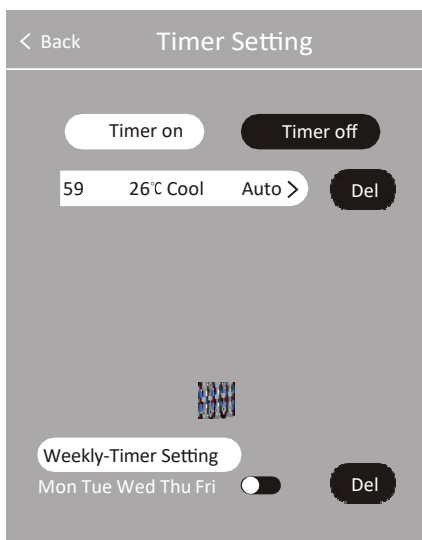 < Back Timer Setting
Timer on Timer off
59 26℃ Cool Auto > Del
Weekly-Timer Setting
Mon Tue Wed Thu Fri Del